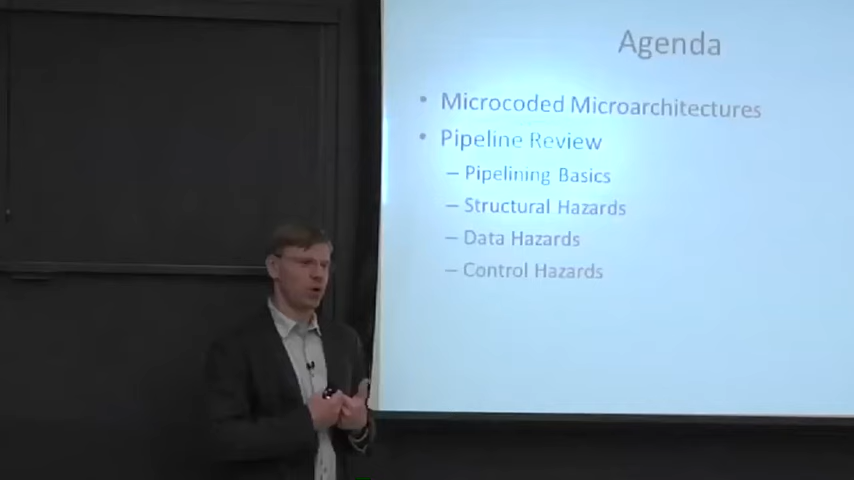 Agenda
• Microcoded Microarchitectures
• Pipeline Review
– Pipelining Basics
– Structural Hazards
– Data Hazards
– Control Hazards